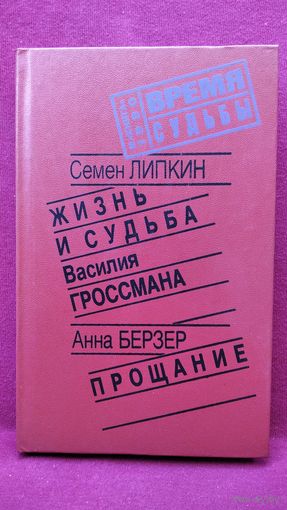 ВРЕМЯ
СУДЬБЫ
Семен ЛИПКИН
ЖИЗНЬ
И СУДЬБА
Василия
ГРОССМАНА
Анна БЕРЗЕР
ПРОЩАНИЕ